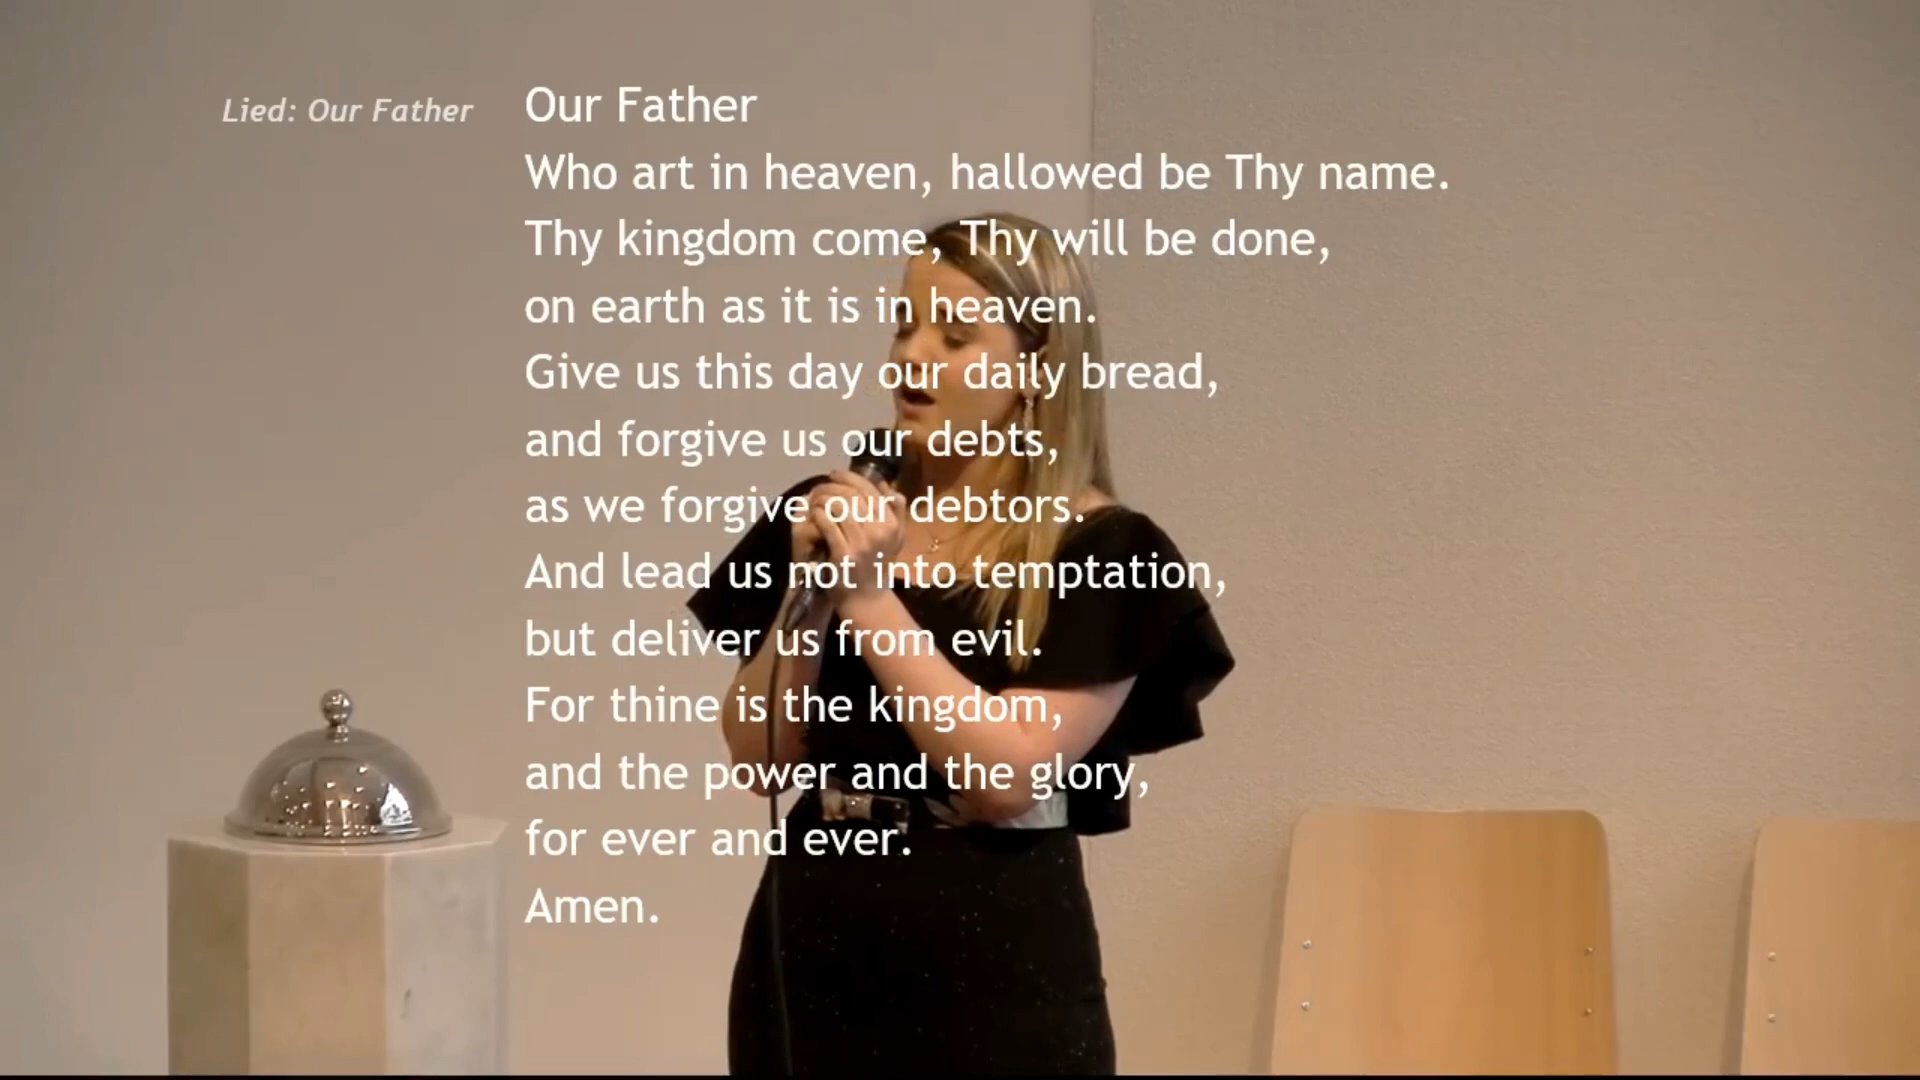 Lied: Our Father
Our Father
Who art in heaven, hallowed be Thy name.
Thy kingdom come, Thy will be done,
on earth as it is in heaven.
Give us this day our daily bread,
and forgive us our debts,
as we forgive our debtors.
And lead us not into temptation,
but deliver us from evil.
For thine is the kingdom,
and the power and the glory,
for ever and ever.
Amen.